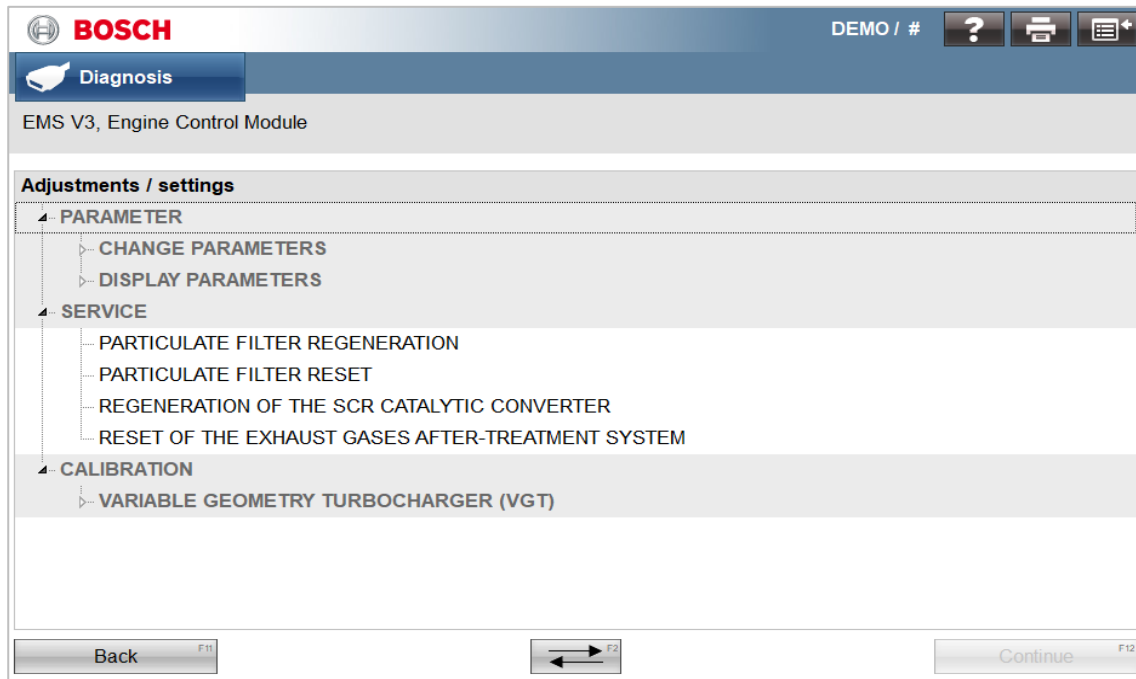 BOSCH
DEMO / #
?
Diagnosis
EMS V3, Engine Control Module
Adjustments / settings
PARAMETER
CHANGE PARAMETERS
DISPLAY PARAMETERS
SERVICE
PARTICULATE FILTER REGENERATION
PARTICULATE FILTER RESET
REGENERATION OF THE SCR CATALYTIC CONVERTER
RESET OF THE EXHAUST GASES AFTER-TREATMENT SYSTEM
CALIBRATION
VARIABLE GEOMETRY TURBOCHARGER (VGT)
Back F11
F2
Continue F12